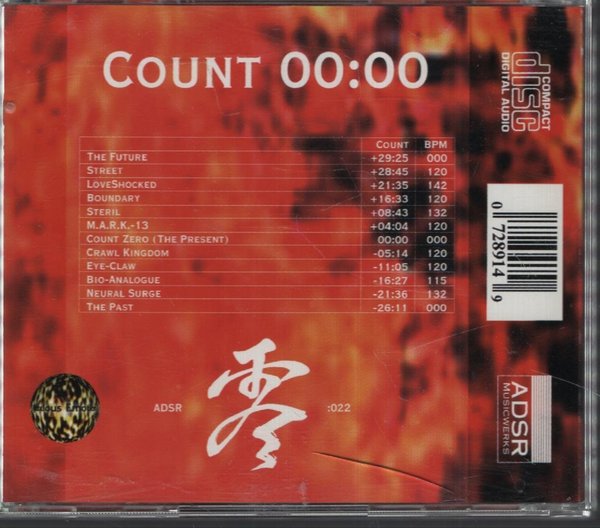 COUNT 00:00
COUNT BPM
THE FUTURE +29:25 000
STREET +28:45 120
LOVESHOCKED +21:35 142
BOUNDARY +16:33 120
STERIL +08:43 132
M.A.R.K.-13 +04:04 120
COUNT ZERO (THE PRESENT) 00:00 000
CRAWL KINGDOM -05:14 120
EYE-CLAW -11:05 120
BIO-ANALOGUE -16:27 115
NEURAL SURGE -21:36 132
THE PAST -26:11 000
零
ADSR :022
COMPACT
disc
DIGITAL AUDIO
0 728914 9
ADSR
MUSICWERKS